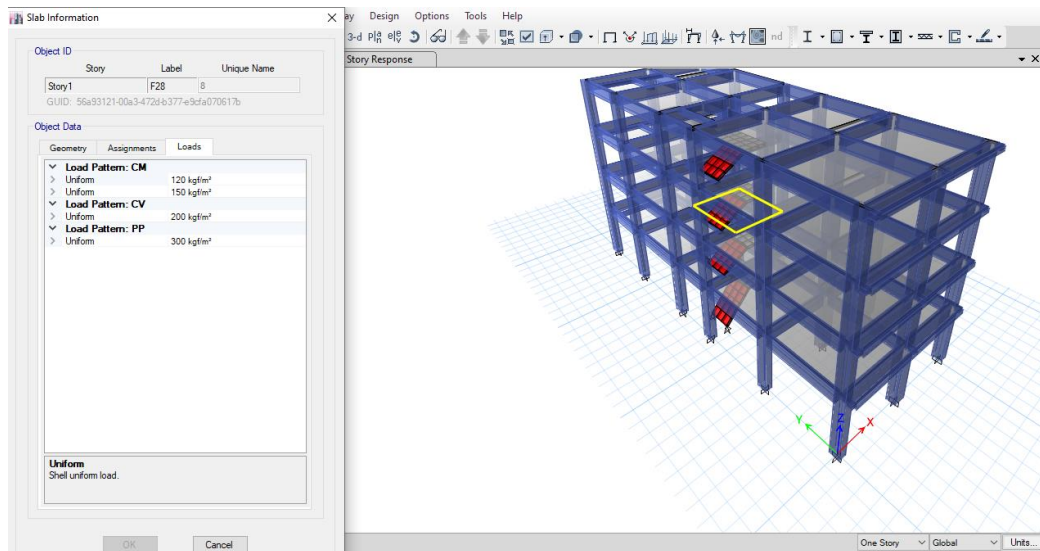 Slab Information
ay Design Options Tools Help
3-d
nd
Story Response
Object ID
Story Label Unique Name
Story1 F28 8
GUID: 56a93121-00a3-472d-b377-e9cfa070617b
Object Data
Geometry Assignments Loads
Load Pattern: CM
Uniform 120 kgf/m²
Uniform 150 kgf/m²
Load Pattern: CV
Uniform 200 kgf/m²
Load Pattern: PP
Uniform 300 kgf/m²
Y Z X
Uniform
Shell uniform load.
OK Cancel
One Story Global Units...